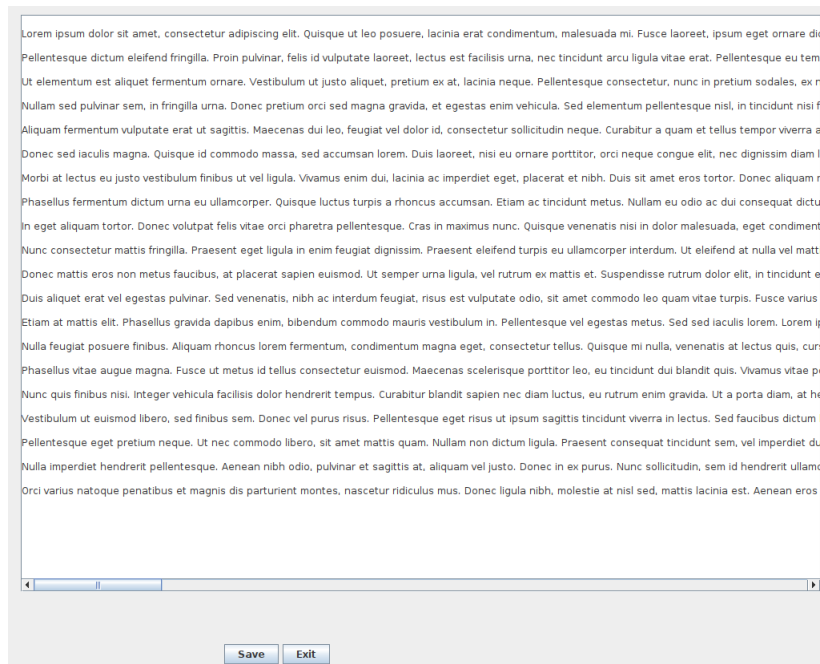 Lorem ipsum dolor sit amet, consectetur adipiscing elit. Quisque ut leo posuere, lacinia erat condimentum, malesuada mi. Fusce laoreet, ipsum eget ornare dic
Pellentesque dictum eleifend fringilla. Proin pulvinar, felis id vulputate laoreet, lectus est facilisis urna, nec tincidunt arcu ligula vitae erat. Pellentesque eu tem
Ut elementum est aliquet fermentum ornare. Vestibulum ut justo aliquet, pretium ex at, lacinia neque. Pellentesque consectetur, nunc in pretium sodales, ex n
Nullam sed pulvinar sem, in fringilla urna. Donec pretium orci sed magna gravida, et egestas enim vehicula. Sed elementum pellentesque nisl, in tincidunt nisi f
Aliquam fermentum vulputate erat ut sagittis. Maecenas dui leo, feugiat vel dolor id, consectetur sollicitudin neque. Curabitur a quam et tellus tempor viverra a
Donec sed iaculis magna. Quisque id commodo massa, sed accumsan lorem. Duis laoreet, nisi eu ornare porttitor, orci neque congue elit, nec dignissim diam l
Morbi at lectus eu justo vestibulum finibus ut vel ligula. Vivamus enim dui, lacinia ac imperdiet eget, placerat et nibh. Duis sit amet eros tortor. Donec aliquam r
Phasellus fermentum dictum urna eu ullamcorper. Quisque luctus turpis a rhoncus accumsan. Etiam ac tincidunt metus. Nullam eu odio ac dui consequat dictu
In eget aliquam tortor. Donec volutpat felis vitae orci pharetra pellentesque. Cras in maximus nunc. Quisque venenatis nisi in dolor malesuada, eget condiment
Nunc consectetur mattis fringilla. Praesent eget ligula in enim feugiat dignissim. Praesent eleifend turpis eu ullamcorper interdum. Ut eleifend at nulla vel matt
Donec mattis eros non metus faucibus, at placerat sapien euismod. Ut semper urna ligula, vel rutrum ex mattis et. Suspendisse rutrum dolor elit, in tincidunt e
Duis aliquet erat vel egestas pulvinar. Sed venenatis, nibh ac interdum feugiat, risus est vulputate odio, sit amet commodo leo quam vitae turpis. Fusce varius
Etiam at mattis elit. Phasellus gravida dapibus enim, bibendum commodo mauris vestibulum in. Pellentesque vel egestas metus. Sed sed iaculis lorem. Lorem ip
Nulla feugiat posuere finibus. Aliquam rhoncus lorem fermentum, condimentum magna eget, consectetur tellus. Quisque mi nulla, venenatis at lectus quis, curs
Phasellus vitae augue magna. Fusce ut metus id tellus consectetur euismod. Maecenas scelerisque porttitor leo, eu tincidunt dui blandit quis. Vivamus vitae p
Nunc quis finibus nisi. Integer vehicula facilisis dolor hendrerit tempus. Curabitur blandit sapien nec diam luctus, eu rutrum enim gravida. Ut a porta diam, at he
Vestibulum ut euismod libero, sed finibus sem. Donec vel purus risus. Pellentesque eget risus ut ipsum sagittis tincidunt viverra in lectus. Sed faucibus dictum
Pellentesque eget pretium neque. Ut nec commodo libero, sit amet mattis quam. Nullam non dictum ligula. Praesent consequat tincidunt sem, vel imperdiet du
Nulla imperdiet hendrerit pellentesque. Aenean nibh odio, pulvinar et sagittis at, aliquam vel justo. Donec in ex purus. Nunc sollicitudin, sem id hendrerit ullamc
Orci varius natoque penatibus et magnis dis parturient montes, nascetur ridiculus mus. Donec ligula nibh, molestie at nisl sed, mattis lacinia est. Aenean eros
Save Exit